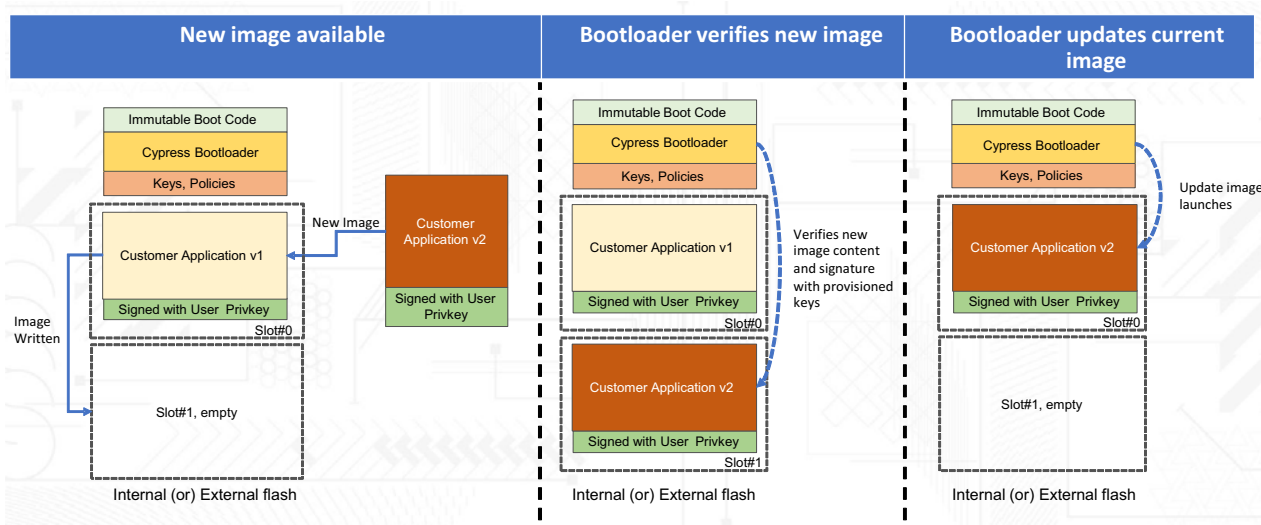 New image available
Bootloader verifies new image
Bootloader updates current
image
Immutable Boot Code
Cypress Bootloader
Keys, Policies
Customer Application v1
Signed with User Privkey
Slot#0
New Image
Customer
Application v2
Signed with User
Privkey
Image
Written
Slot#1, empty
Internal (or) External flash
Immutable Boot Code
Cypress Bootloader
Keys, Policies
Customer Application v1
Signed with User Privkey
Slot#0
Verifies new
image content
and signature
with provisioned
keys
Customer Application v2
Signed with User Privkey
Slot#1
Internal (or) External flash
Immutable Boot Code
Cypress Bootloader
Keys, Policies
Update image
launches
Customer Application v2
Signed with User Privkey
Slot#0
Slot#1, empty
Internal (or) External flash